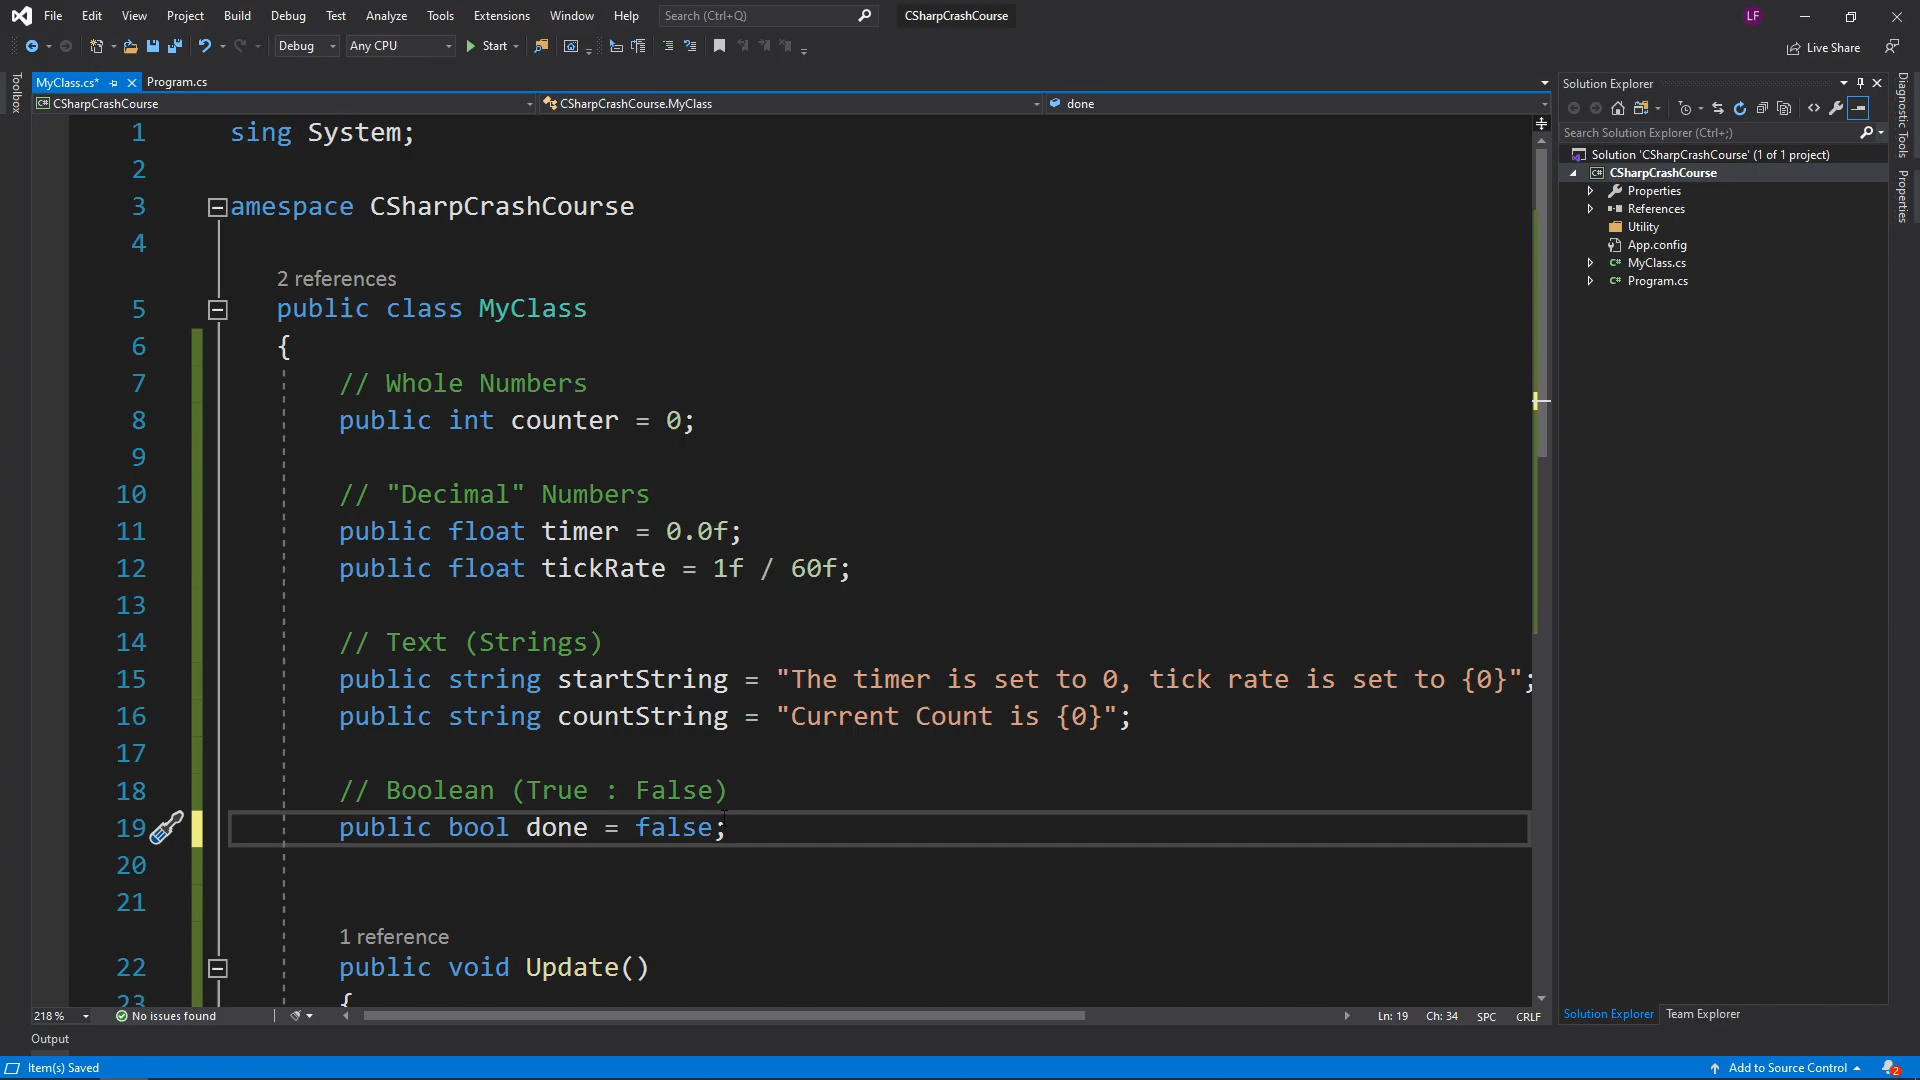 File Edit View Project Build Debug Test Analyze Tools Extensions Window Help Search (Ctrl+Q) CSharpCrashCourse LF
Debug Any CPU Start Live Share
MyClass.cs* Program.cs
CSharpCrashCourse CSharpCrashCourse.MyClass done
Toolbox
1 sing System;
2
3 amespace CSharpCrashCourse
4
2 references
5 public class MyClass
6 {
7 // Whole Numbers
8 public int counter = 0;
9
10 // "Decimal" Numbers
11 public float timer = 0.0f;
12 public float tickRate = 1f / 60f;
13
14 // Text (Strings)
15 public string startString = "The timer is set to 0, tick rate is set to {0}";
16 public string countString = "Current Count is {0}";
17
18 // Boolean (True : False)
19 public bool done = false;
20
21
1 reference
22 public void Update()
23 {
218 % No issues found Ln: 19 Ch: 34 SPC CRLF
Output
Item(s) Saved Add to Source Control 2
Solution Explorer
Search Solution Explorer (Ctrl+;)
Solution 'CSharpCrashCourse' (1 of 1 project)
C# CSharpCrashCourse
Properties
References
Utility
App.config
C# MyClass.cs
C# Program.cs
Solution Explorer Team Explorer
Diagnostic Tools
Properties